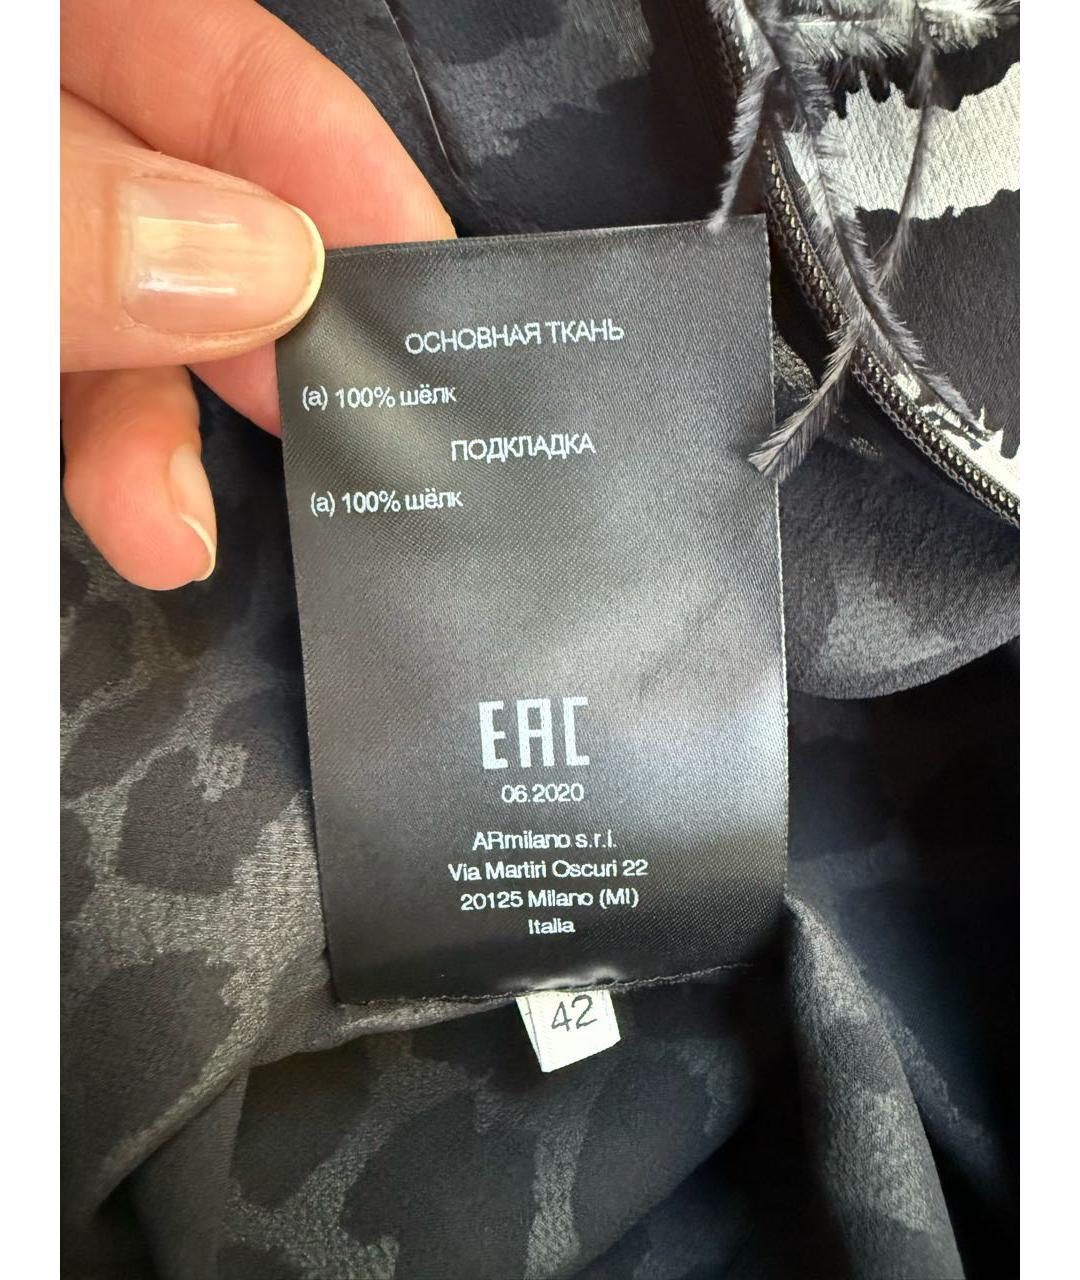 ОСНОВНАЯ ТКАНЬ
(а) 100% шёлк
ПОДКЛАДКА
(а) 100% шёлк
EAC
06.2020
ARmilano s.r.l.
Via Martiri Oscuri 22
20125 Milano (MI)
Italia
42